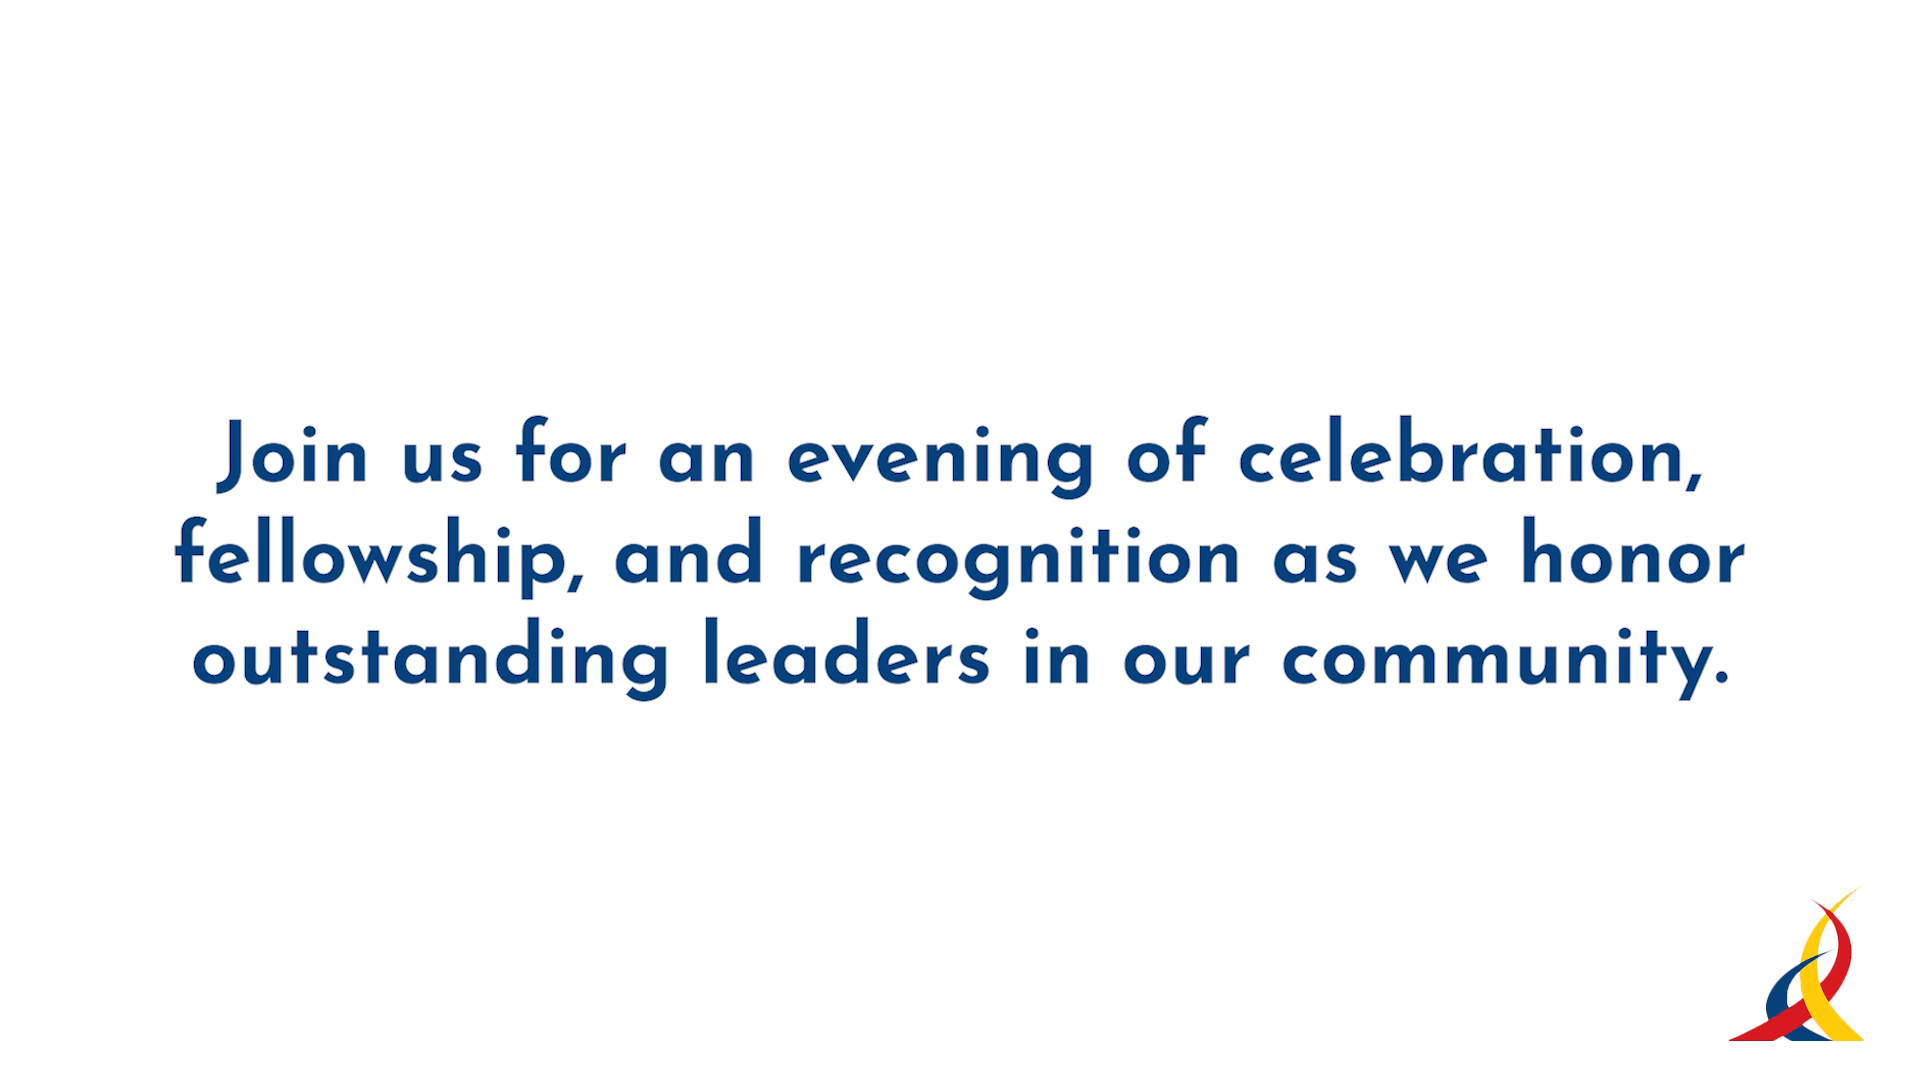 Join us for an evening of celebration,
fellowship, and recognition as we honor
outstanding leaders in our community.